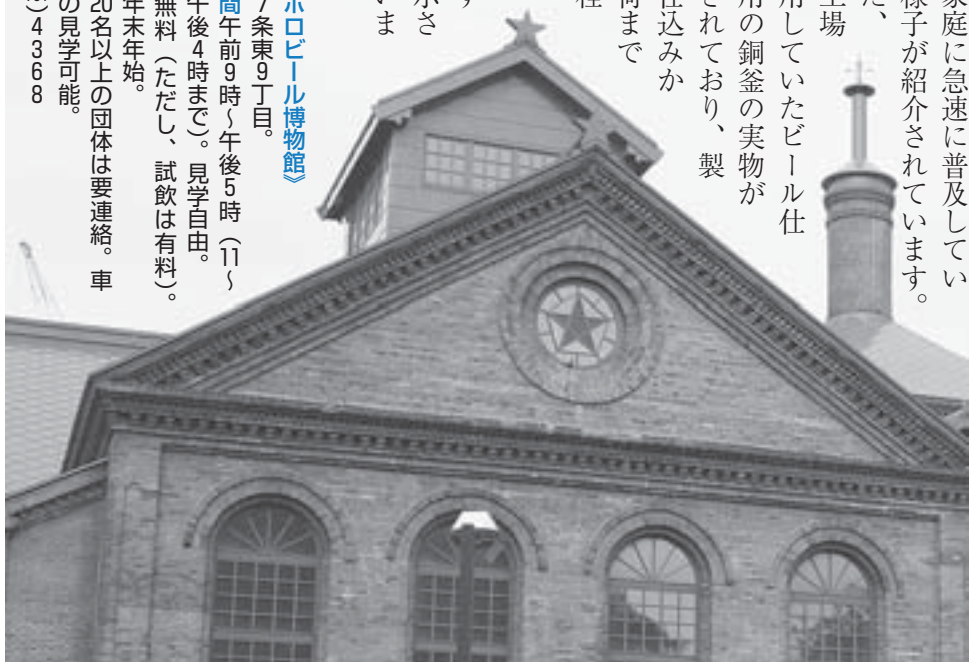 家庭に急速に普及してい
様子が紹介されています。
た、
工場
用していたビール仕
用の銅釜の実物が
されており、製
仕込みか
荷まで
程
す
示さ
いま
ホロビール博物館》
7条東9丁目。
間午前9時〜午後5時（11〜
午後4時まで）。見学自由。
無料（ただし、試飲は有料）。
年末年始。
20名以上の団体は要連絡。車
の見学可能。
）4368